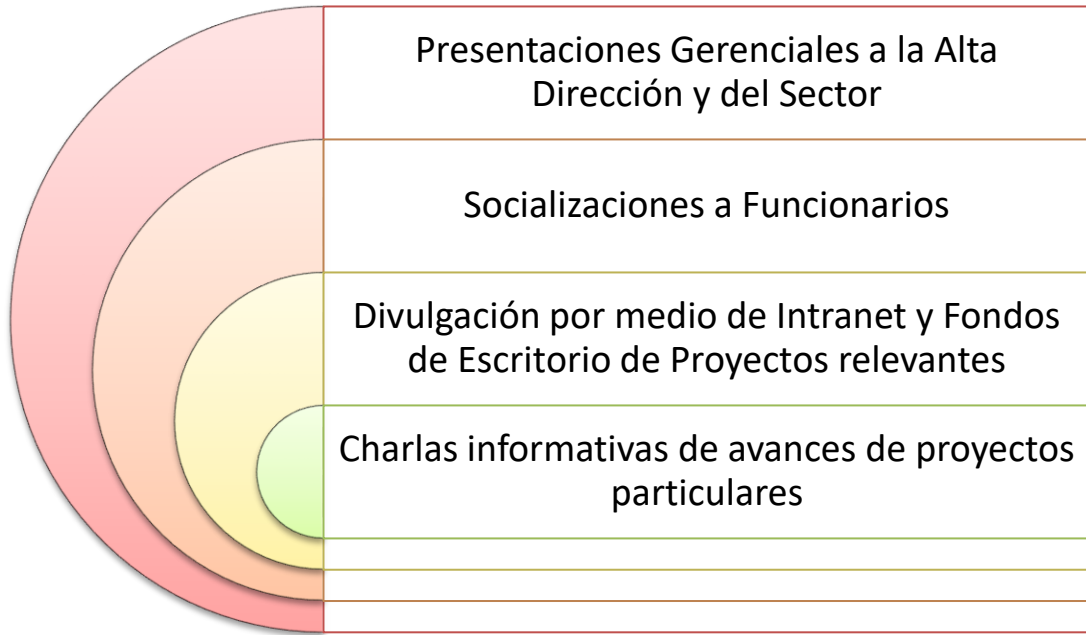 Presentaciones Gerenciales a la Alta
Dirección y del Sector
Socializaciones a Funcionarios
Divulgación por medio de Intranet y Fondos
de Escritorio de Proyectos relevantes
Charlas informativas de avances de proyectos
particulares